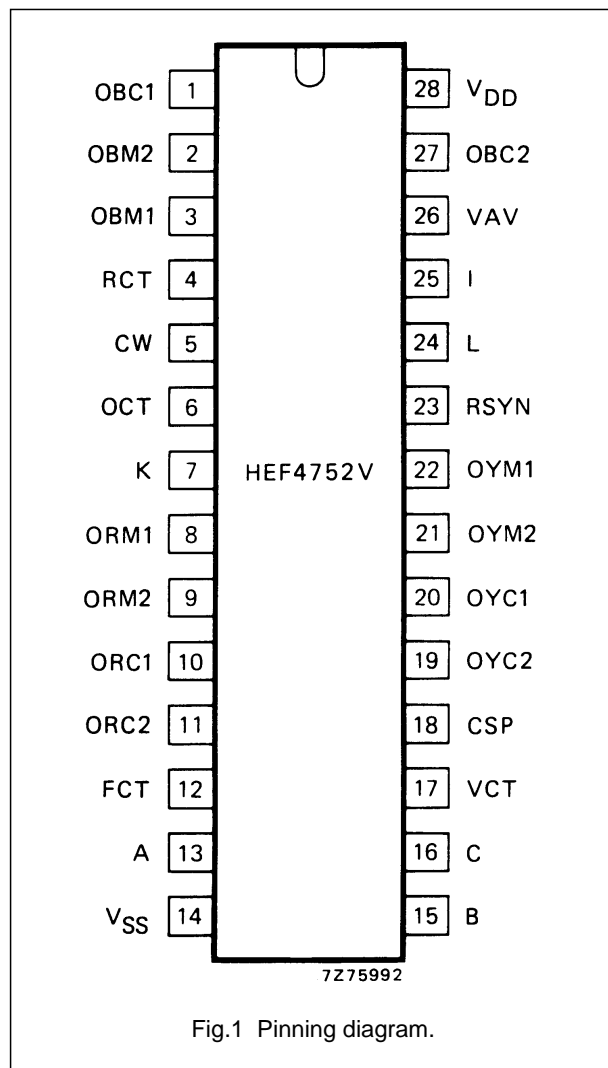 OBC1 1 28 VDD
OBM2 2 27 OBC2
OBM1 3 26 VAV
RCT 4 25 I
CW 5 24 L
OCT 6 23 RSYN
K 7 HEF4752V 22 OYM1
ORM1 8 21 OYM2
ORM2 9 20 OYC1
ORC1 10 19 OYC2
ORC2 11 18 CSP
FCT 12 17 VCT
A 13 16 C
VSS 14 15 B
7Z75992
Fig.1 Pinning diagram.